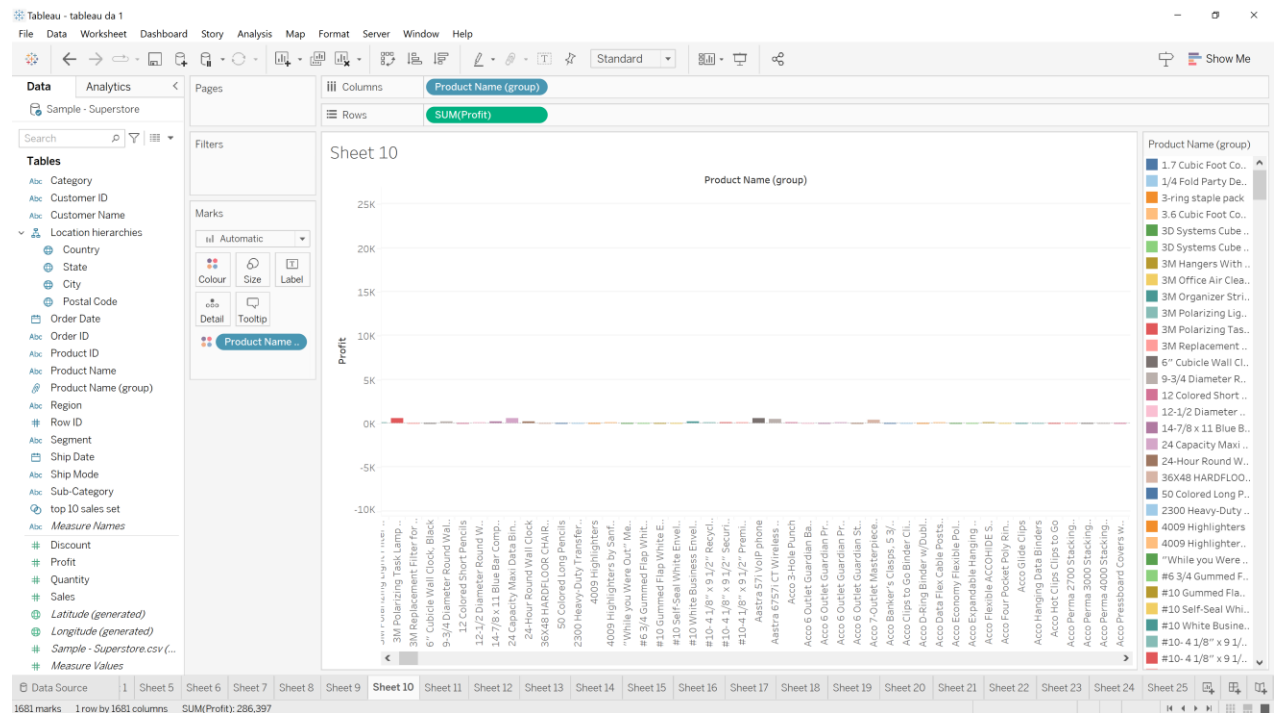 Tableau - tableau da 1
File Data Worksheet Dashboard Story Analysis Map Format Server Window Help
Standard
Show Me
Data Analytics
Sample - Superstore
Search
Tables
Abc Category
Abc Customer ID
Abc Customer Name
Location hierarchies
Country
State
City
Postal Code
Order Date
Abc Order ID
Abc Product ID
Abc Product Name
Product Name (group)
Abc Region
# Row ID
Abc Segment
Ship Date
Abc Ship Mode
Abc Sub-Category
top 10 sales set
Abc Measure Names
# Discount
# Profit
# Quantity
# Sales
Latitude (generated)
Longitude (generated)
# Sample - Superstore.csv (...
# Measure Values
Pages
Filters
Marks
Automatic
Colour Size Label
Detail Tooltip
Product Name ..
Columns Product Name (group)
Rows SUM(Profit)
Sheet 10
Product Name (group)
Profit
25K
20K
15K
10K
5K
0K
-5K
-10K
3M Polarizing Task Lamp ..
3M Replacement Filter for ..
6" Cubicle Wall Clock, Black
9-3/4 Diameter Round Wal..
12 Colored Short Pencils
12-1/2 Diameter Round W..
14-7/8 x 11 Blue Bar Comp..
24 Capacity Maxi Data Bin..
24-Hour Round Wall Clock
36X48 HARDFLOOR CHAIR..
50 Colored Long Pencils
2300 Heavy-Duty Transfer..
4009 Highlighters
4009 Highlighters by Sanf..
"While you Were Out" Me..
#6 3/4 Gummed Flap Whit..
#10 Gummed Flap White E..
#10 Self-Seal White Envel..
#10 White Business Envel..
#10- 4 1/8" x 9 1/2" Recycl..
#10- 4 1/8" x 9 1/2" Securi..
#10-4 1/8" x 9 1/2" Premi..
Aastra 57i VoIP phone
Aastra 6757i CT Wireless ..
Acco 3-Hole Punch
Acco 6 Outlet Guardian Ba..
Acco 6 Outlet Guardian Pr..
Acco 6 Outlet Guardian Pr..
Acco 6 Outlet Guardian St..
Acco 7-Outlet Masterpiece..
Acco Banker's Clasps, 5 3/..
Acco Clips to Go Binder Cli..
Acco D-Ring Binder w/Dubl..
Acco Data Flex Cable Posts..
Acco Economy Flexible Pol..
Acco Expandable Hanging ..
Acco Flexible ACCOHIDE S..
Acco Four Pocket Poly Rin..
Acco Glide Clips
Acco Hanging Data Binders
Acco Hot Clips Clips to Go
Acco Perma 2700 Stacking..
Acco Perma 3000 Stacking..
Acco Perma 4000 Stacking..
Acco Pressboard Covers w..
Product Name (group)
1.7 Cubic Foot Co..
1/4 Fold Party De..
3-ring staple pack
3.6 Cubic Foot Co..
3D Systems Cube ..
3D Systems Cube ..
3M Hangers With ..
3M Office Air Clea..
3M Organizer Stri..
3M Polarizing Lig..
3M Polarizing Tas..
3M Replacement ..
6" Cubicle Wall Cl..
9-3/4 Diameter R..
12 Colored Short ..
12-1/2 Diameter ..
14-7/8 x 11 Blue B..
24 Capacity Maxi ..
24-Hour Round W..
36X48 HARDFLOO..
50 Colored Long P..
2300 Heavy-Duty ..
4009 Highlighters
4009 Highlighter..
"While you Were ..
#6 3/4 Gummed F..
#10 Gummed Fla..
#10 Self-Seal Whi..
#10 White Busine..
#10- 4 1/8" x 9 1/..
#10- 4 1/8" x 9 1/..
Data Source 1 Sheet 5 Sheet 6 Sheet 7 Sheet 8 Sheet 9 Sheet 10 Sheet 11 Sheet 12 Sheet 13 Sheet 14 Sheet 15 Sheet 16 Sheet 17 Sheet 18 Sheet 19 Sheet 20 Sheet 21 Sheet 22 Sheet 23 Sheet 24 Sheet 25
1681 marks 1 row by 1681 columns SUM(Profit): 286,397